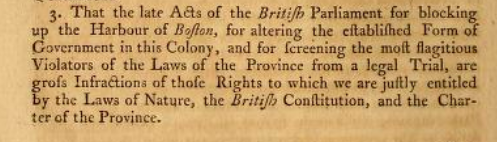 3. That the late Acts of the Britiſh Parliament for blocking
up the Harbour of Boſton, for altering the eſtabliſhed Form of
Government in this Colony, and for ſcreening the moſt flagitious
Violators of the Laws of the Province from a legal Trial, are
groſs Infractions of thoſe Rights to which we are juſtly entitled
by the Laws of Nature, the Britiſh Conſtitution, and the Char-
ter of the Province.